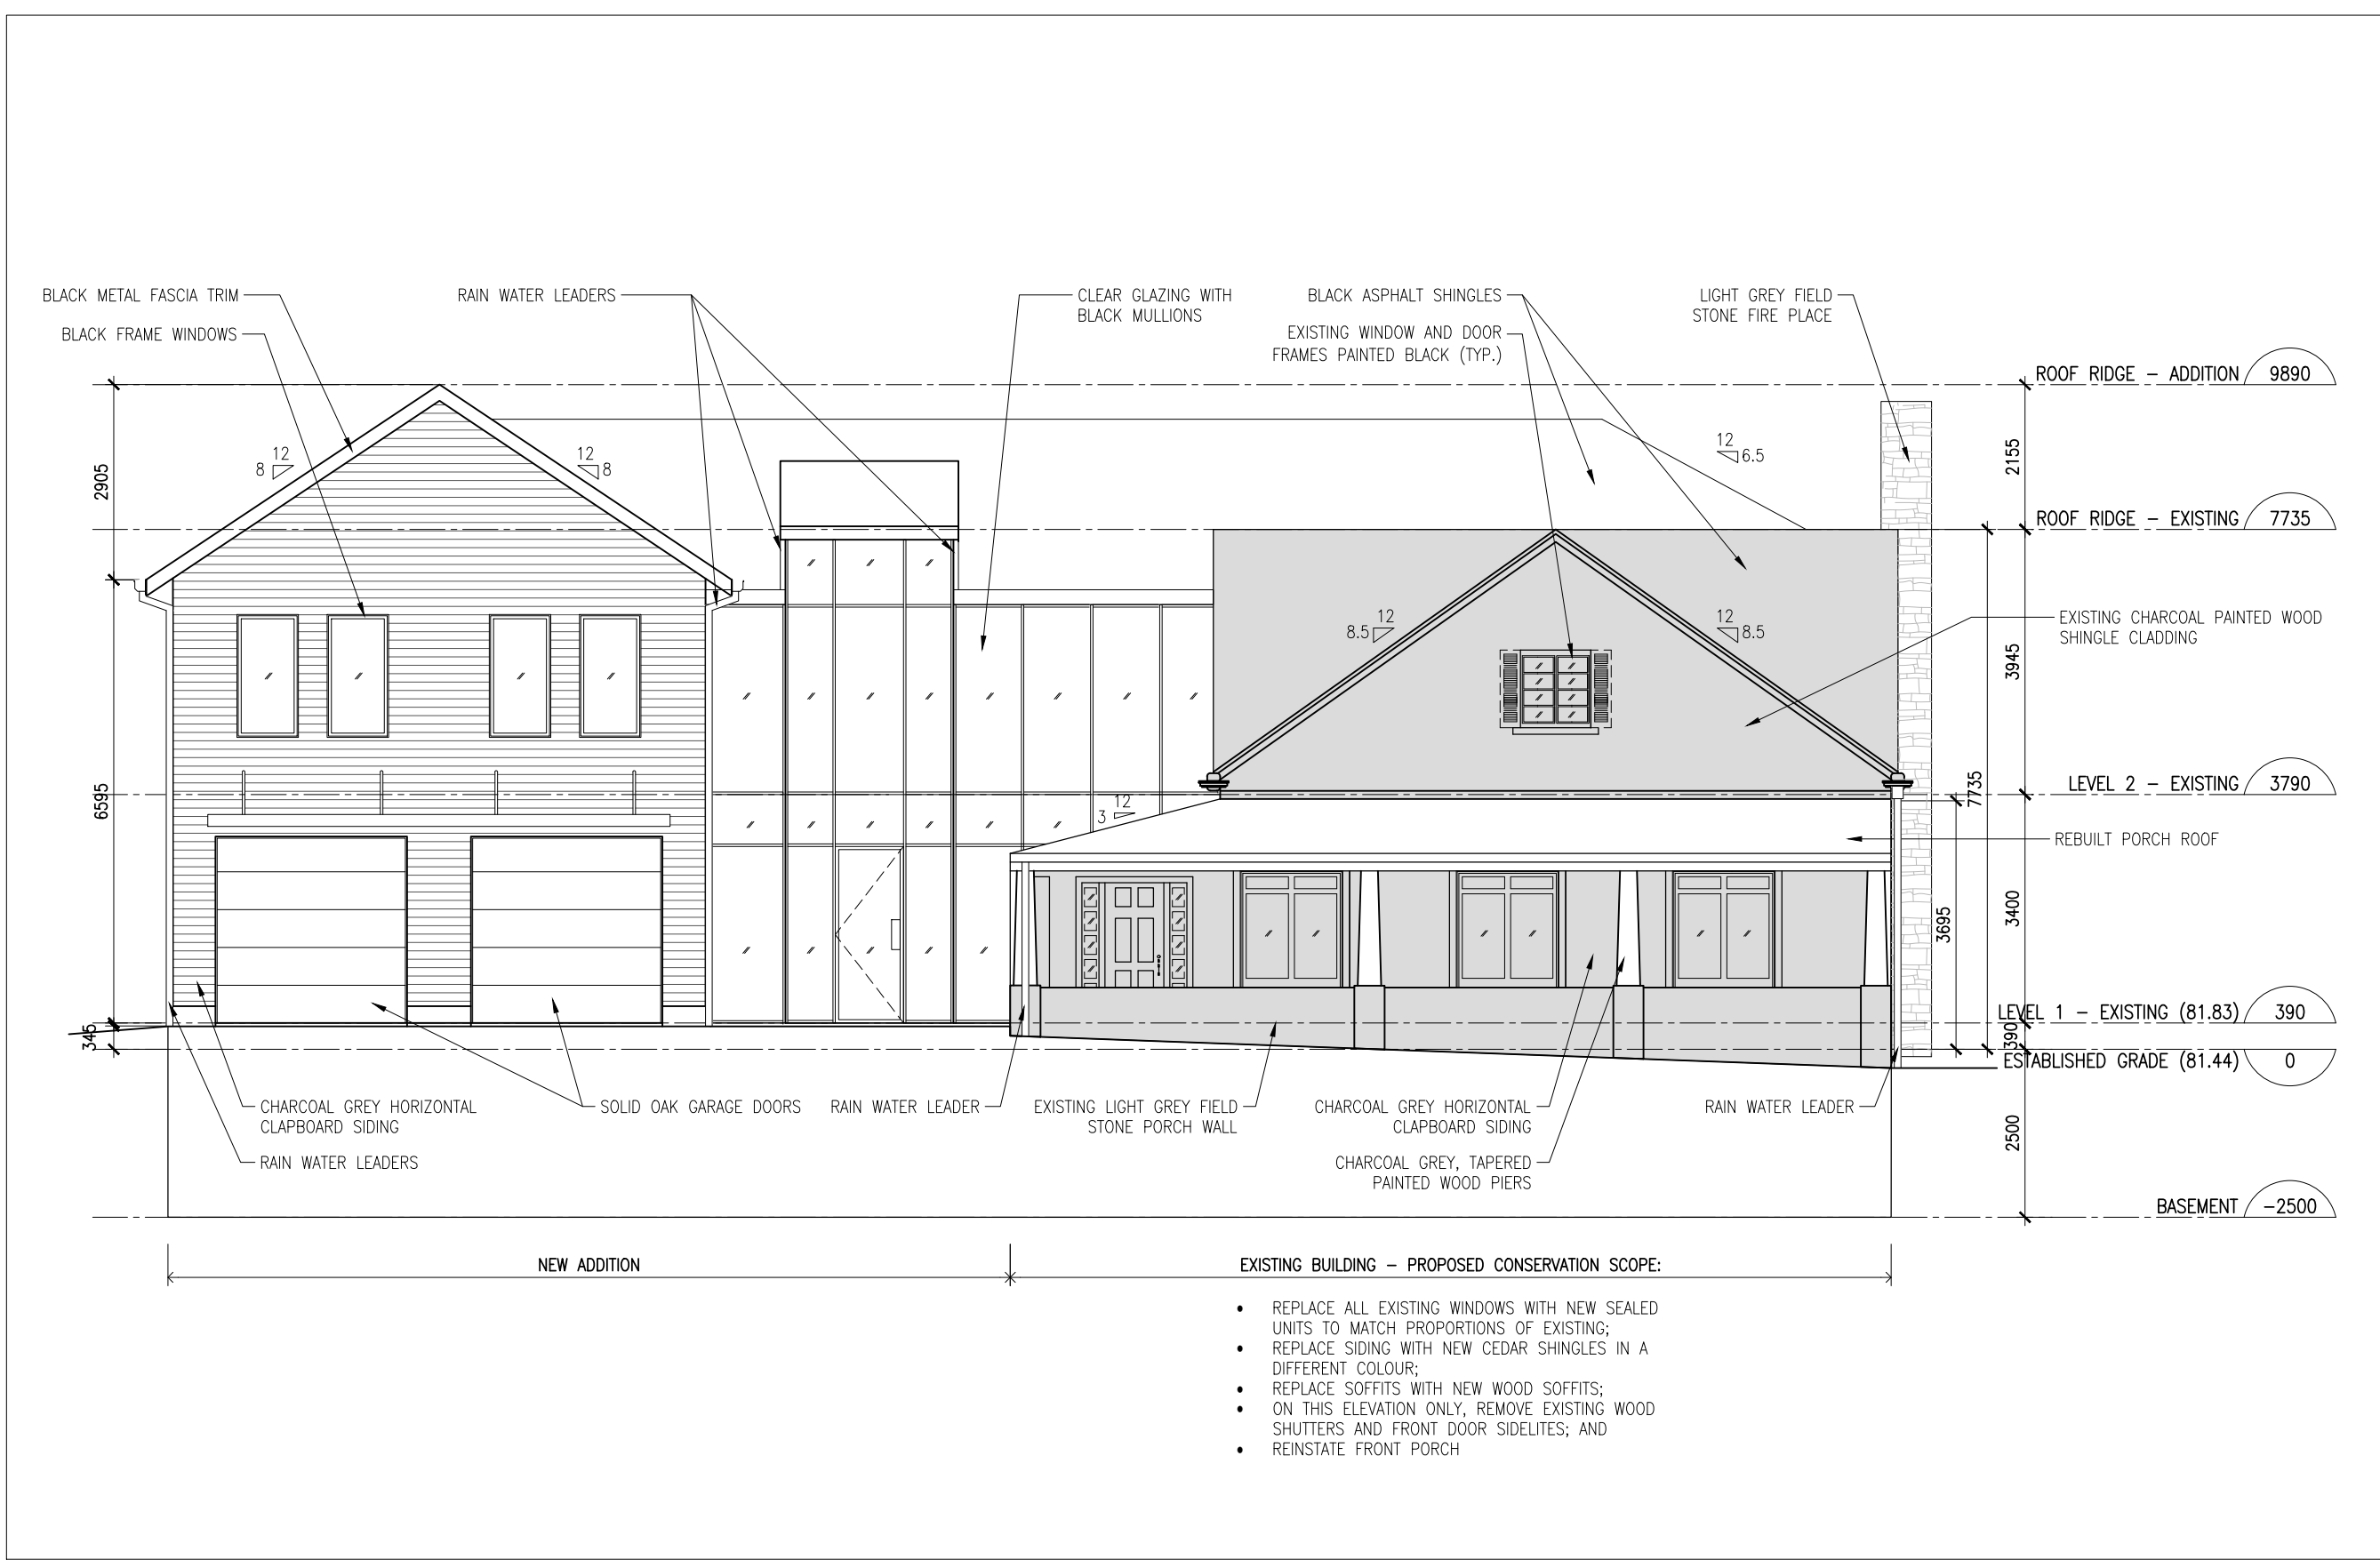 BLACK METAL FASCIA TRIM
BLACK FRAME WINDOWS
RAIN WATER LEADERS
CLEAR GLAZING WITH
BLACK MULLIONS
BLACK ASPHALT SHINGLES
EXISTING WINDOW AND DOOR
FRAMES PAINTED BLACK (TYP.)
LIGHT GREY FIELD
STONE FIRE PLACE
ROOF RIDGE – ADDITION 9890
ROOF RIDGE – EXISTING 7735
EXISTING CHARCOAL PAINTED WOOD
SHINGLE CLADDING
LEVEL 2 – EXISTING 3790
REBUILT PORCH ROOF
LEVEL 1 – EXISTING (81.83) 390
ESTABLISHED GRADE (81.44) 0
BASEMENT –2500
2905
6595
345
12
8
12
8
12
6.5
12
8.5
12
8.5
12
3
2155
3945
7735
3400
3695
390
2500
CHARCOAL GREY HORIZONTAL
CLAPBOARD SIDING
RAIN WATER LEADERS
SOLID OAK GARAGE DOORS
RAIN WATER LEADER
EXISTING LIGHT GREY FIELD
STONE PORCH WALL
CHARCOAL GREY HORIZONTAL
CLAPBOARD SIDING
CHARCOAL GREY, TAPERED
PAINTED WOOD PIERS
RAIN WATER LEADER
NEW ADDITION
EXISTING BUILDING – PROPOSED CONSERVATION SCOPE:
• REPLACE ALL EXISTING WINDOWS WITH NEW SEALED
UNITS TO MATCH PROPORTIONS OF EXISTING;
• REPLACE SIDING WITH NEW CEDAR SHINGLES IN A
DIFFERENT COLOUR;
• REPLACE SOFFITS WITH NEW WOOD SOFFITS;
• ON THIS ELEVATION ONLY, REMOVE EXISTING WOOD
SHUTTERS AND FRONT DOOR SIDELITES; AND
• REINSTATE FRONT PORCH